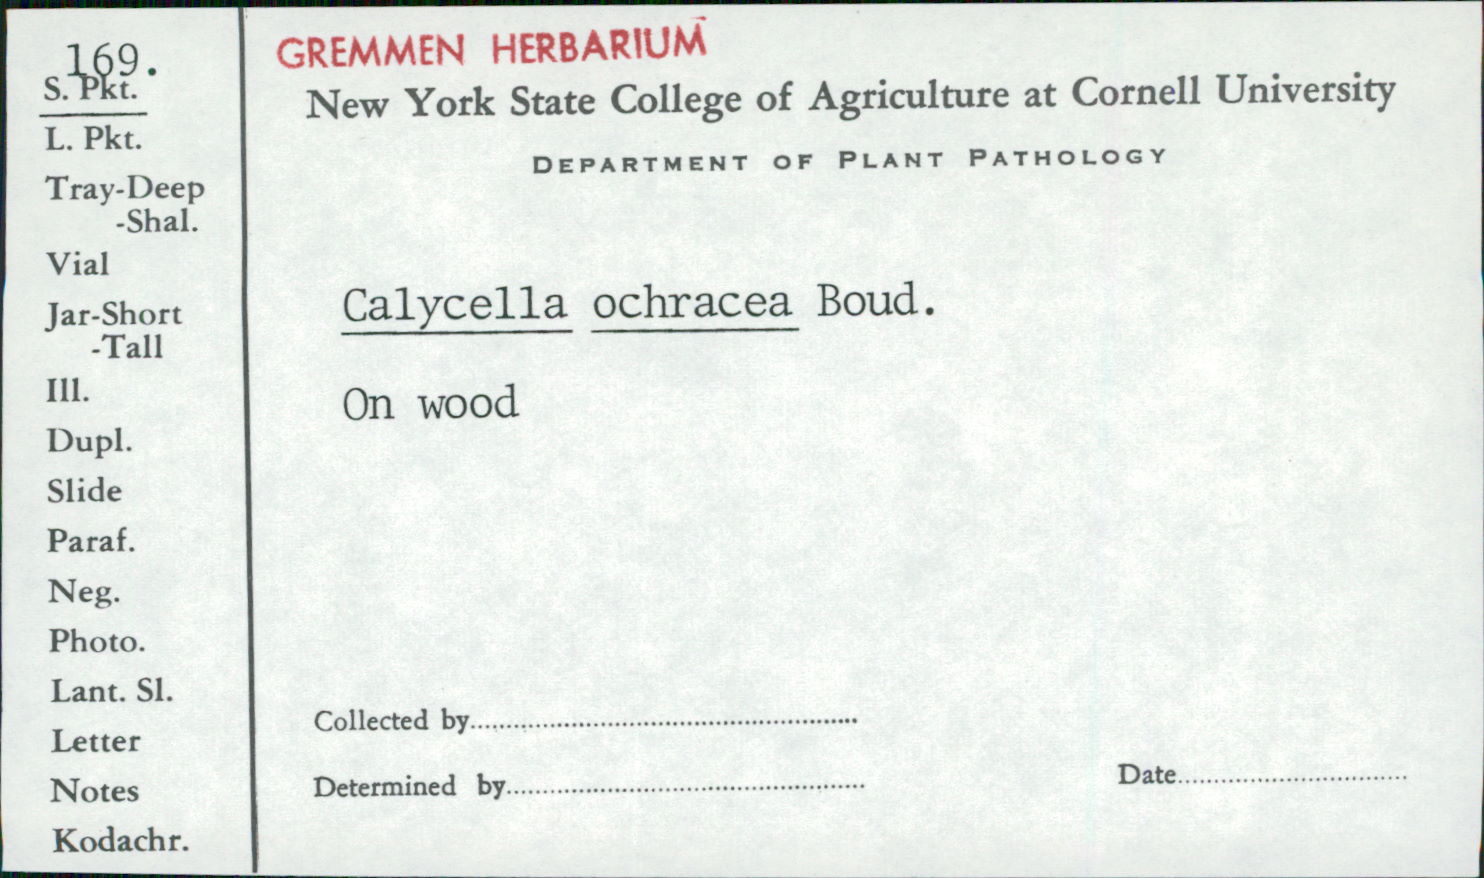 169.
S. Pkt.
L. Pkt.
Tray-Deep
-Shal.
Vial
Jar-Short
-Tall
Ill.
Dupl.
Slide
Paraf.
Neg.
Photo.
Lant. Sl.
Letter
Notes
Kodachr.
GREMMEN HERBARIUM
New York State College of Agriculture at Cornell University
DEPARTMENT OF PLANT PATHOLOGY
Calycella ochracea Boud.
On wood
Collected by
Determined by
Date